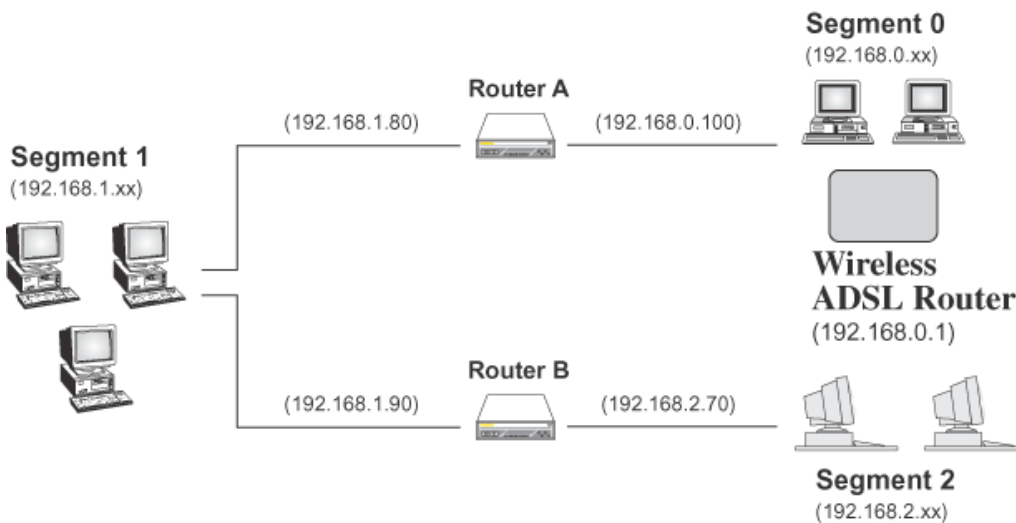 Segment 0
(192.168.0.xx)
Router A
(192.168.1.80)
(192.168.0.100)
Segment 1
(192.168.1.xx)
Wireless
ADSL Router
(192.168.0.1)
Router B
(192.168.1.90)
(192.168.2.70)
Segment 2
(192.168.2.xx)